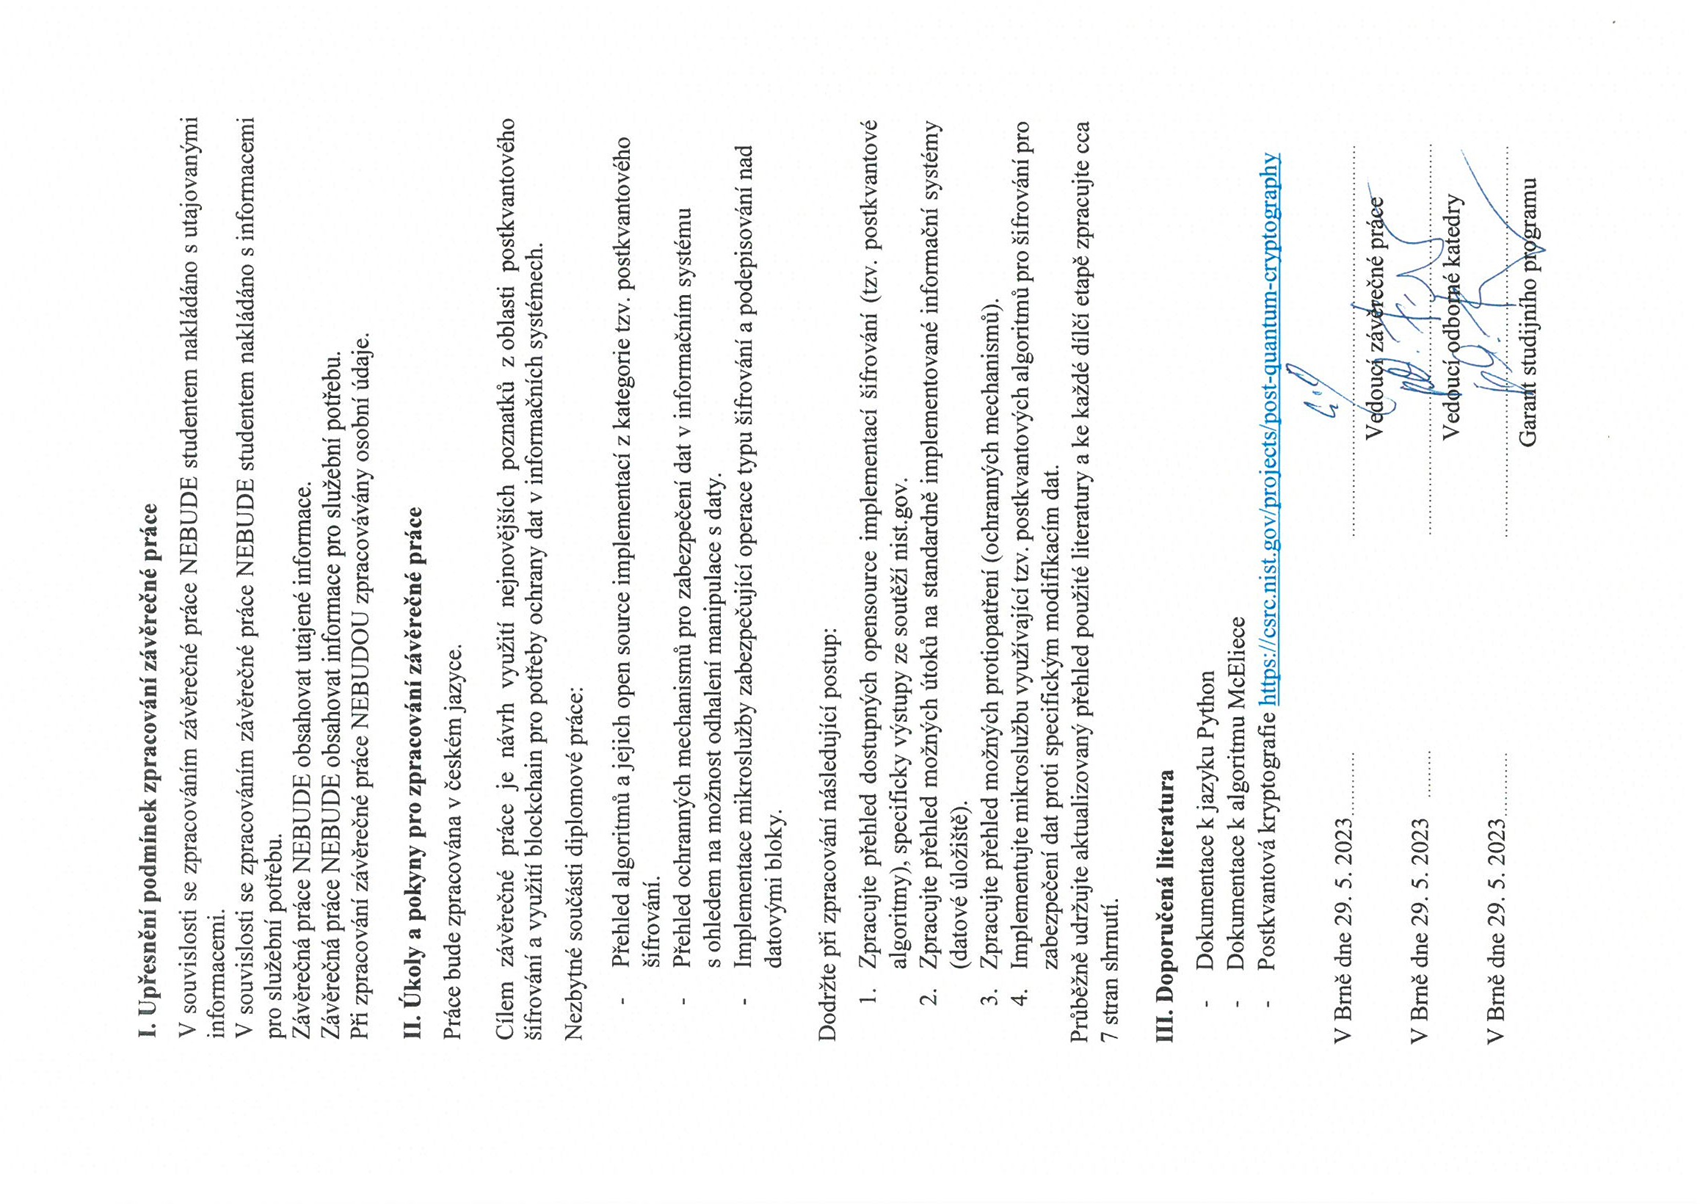 I. Upřesnění podmínek zpracování závěrečné práce
V souvislosti se zpracováním závěrečné práce NEBUDE studentem nakládáno s utajovanými
informacemi.
V souvislosti se zpracováním závěrečné práce NEBUDE studentem nakládáno s informacemi
pro služební potřebu.
Závěrečná práce NEBUDE obsahovat utajené informace.
Závěrečná práce NEBUDE obsahovat informace pro služební potřebu.
Při zpracování závěrečné práce NEBUDOU zpracovávány osobní údaje.
II. Úkoly a pokyny pro zpracování závěrečné práce
Práce bude zpracována v českém jazyce.
Cílem závěrečné práce je návrh využití nejnovějších poznatků z oblasti postkvantového
šifrování a využití blockchain pro potřeby ochrany dat v informačních systémech.
Nezbytné součásti diplomové práce:
- Přehled algoritmů a jejich open source implementací z kategorie tzv. postkvantového
šifrování.
- Přehled ochranných mechanismů pro zabezpečení dat v informačním systému
s ohledem na možnost odhalení manipulace s daty.
- Implementace mikroslužby zabezpečující operace typu šifrování a podepisování nad
datovými bloky.
Dodržte při zpracování následující postup:
1. Zpracujte přehled dostupných opensource implementací šifrování (tzv. postkvantové
algoritmy), specificky výstupy ze soutěží nist.gov.
2. Zpracujte přehled možných útoků na standardně implementované informační systémy
(datové úložiště).
3. Zpracujte přehled možných protiopatření (ochranných mechanismů).
4. Implementujte mikroslužbu využívající tzv. postkvantových algoritmů pro šifrování pro
zabezpečení dat proti specifickým modifikacím dat.
Průběžně udržujte aktualizovaný přehled použité literatury a ke každé dílčí etapě zpracujte cca
7 stran shrnutí.
III. Doporučená literatura
- Dokumentace k jazyku Python
- Dokumentace k algoritmu McEliece
- Postkvantová kryptografie https://csrc.nist.gov/projects/post-quantum-cryptography
V Brně dne 29. 5. 2023
Vedoucí závěrečné práce
V Brně dne 29. 5. 2023
Vedoucí odborné katedry
V Brně dne 29. 5. 2023
Garant studijního programu